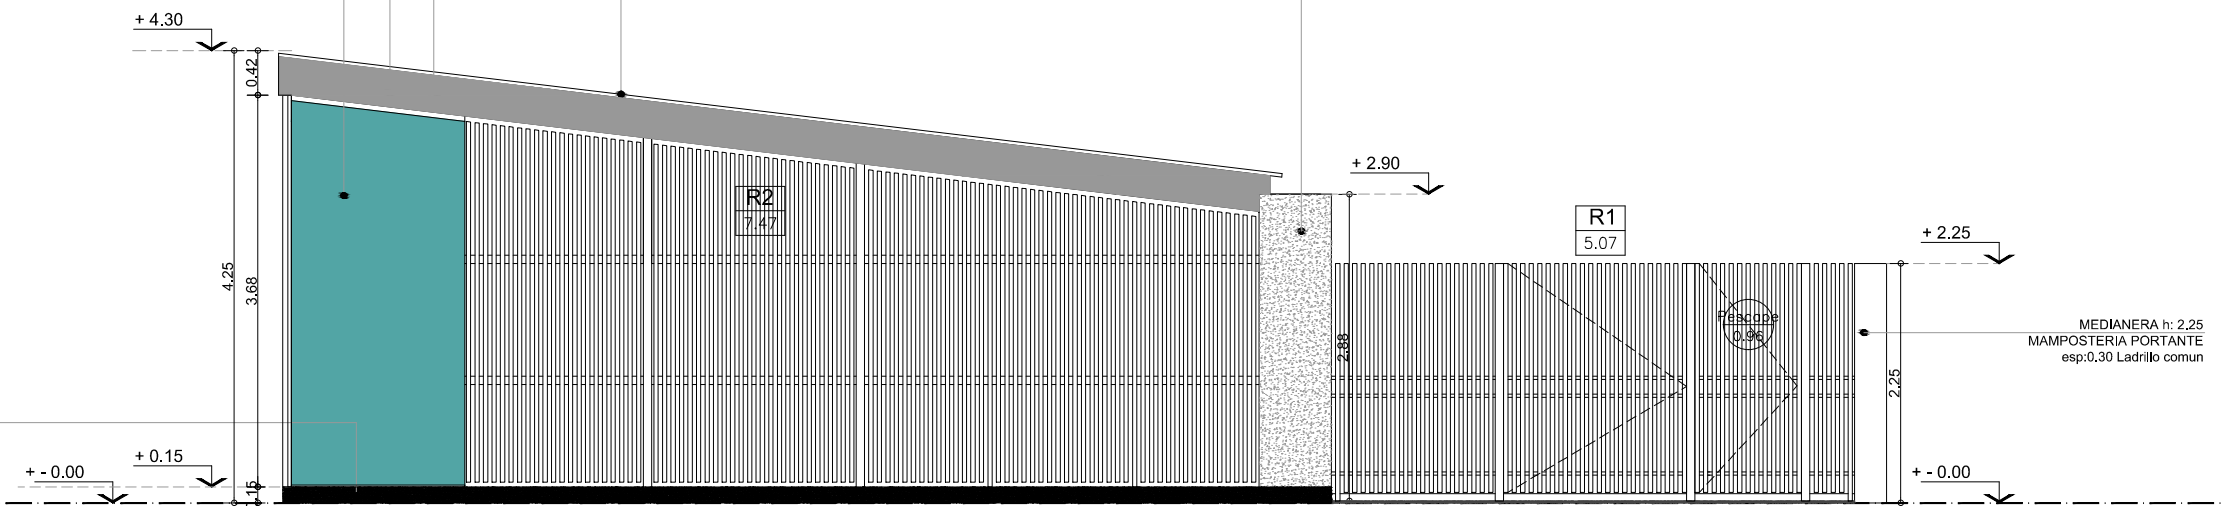 + 4.30
0.42
+ 2.90
R2
7.47
R1
5.07
+ 2.25
4.25
3.68
Pescape
0.96
2.88
MEDIANERA h: 2.25
MAMPOSTERIA PORTANTE
esp:0.30 Ladrillo comun
2.25
+ 0.15
+ - 0.00
.15
+ - 0.00